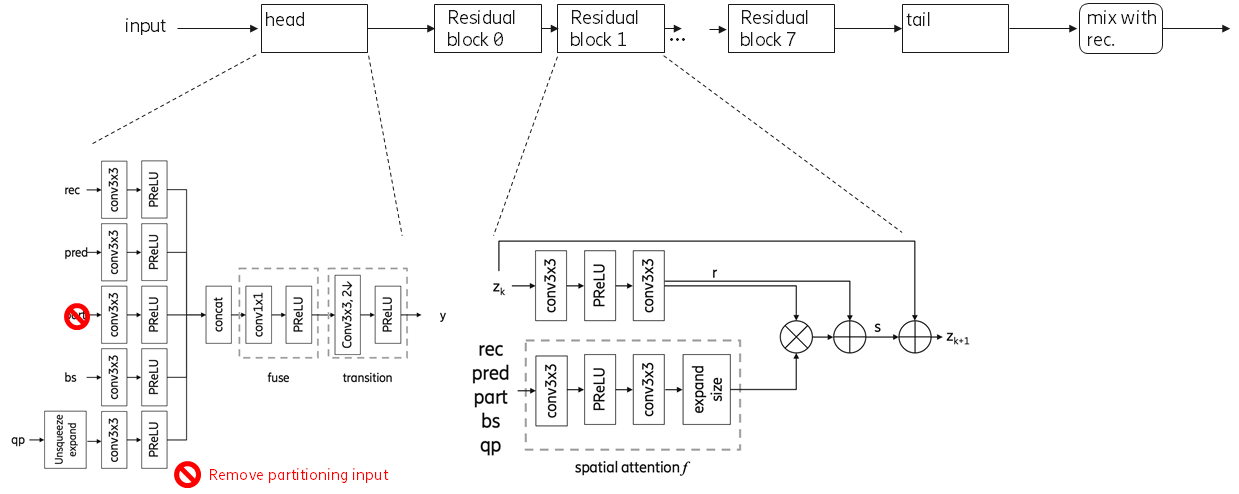 input
head
Residual
block 0
Residual
block 1
...
Residual
block 7
tail
mix with
rec.
rec
conv3x3
PReLU
pred
conv3x3
PReLU
conv3x3
PReLU
bs
conv3x3
PReLU
qp
Unsqueeze
expand
conv3x3
PReLU
concat
conv1x1
PReLU
fuse
Conv3x3, 2↓
PReLU
transition
y
Remove partitioning input
zk
conv3x3
PReLU
conv3x3
r
s
zk+1
rec
pred
part
bs
qp
conv3x3
PReLU
conv3x3
expand
size
spatial attention f